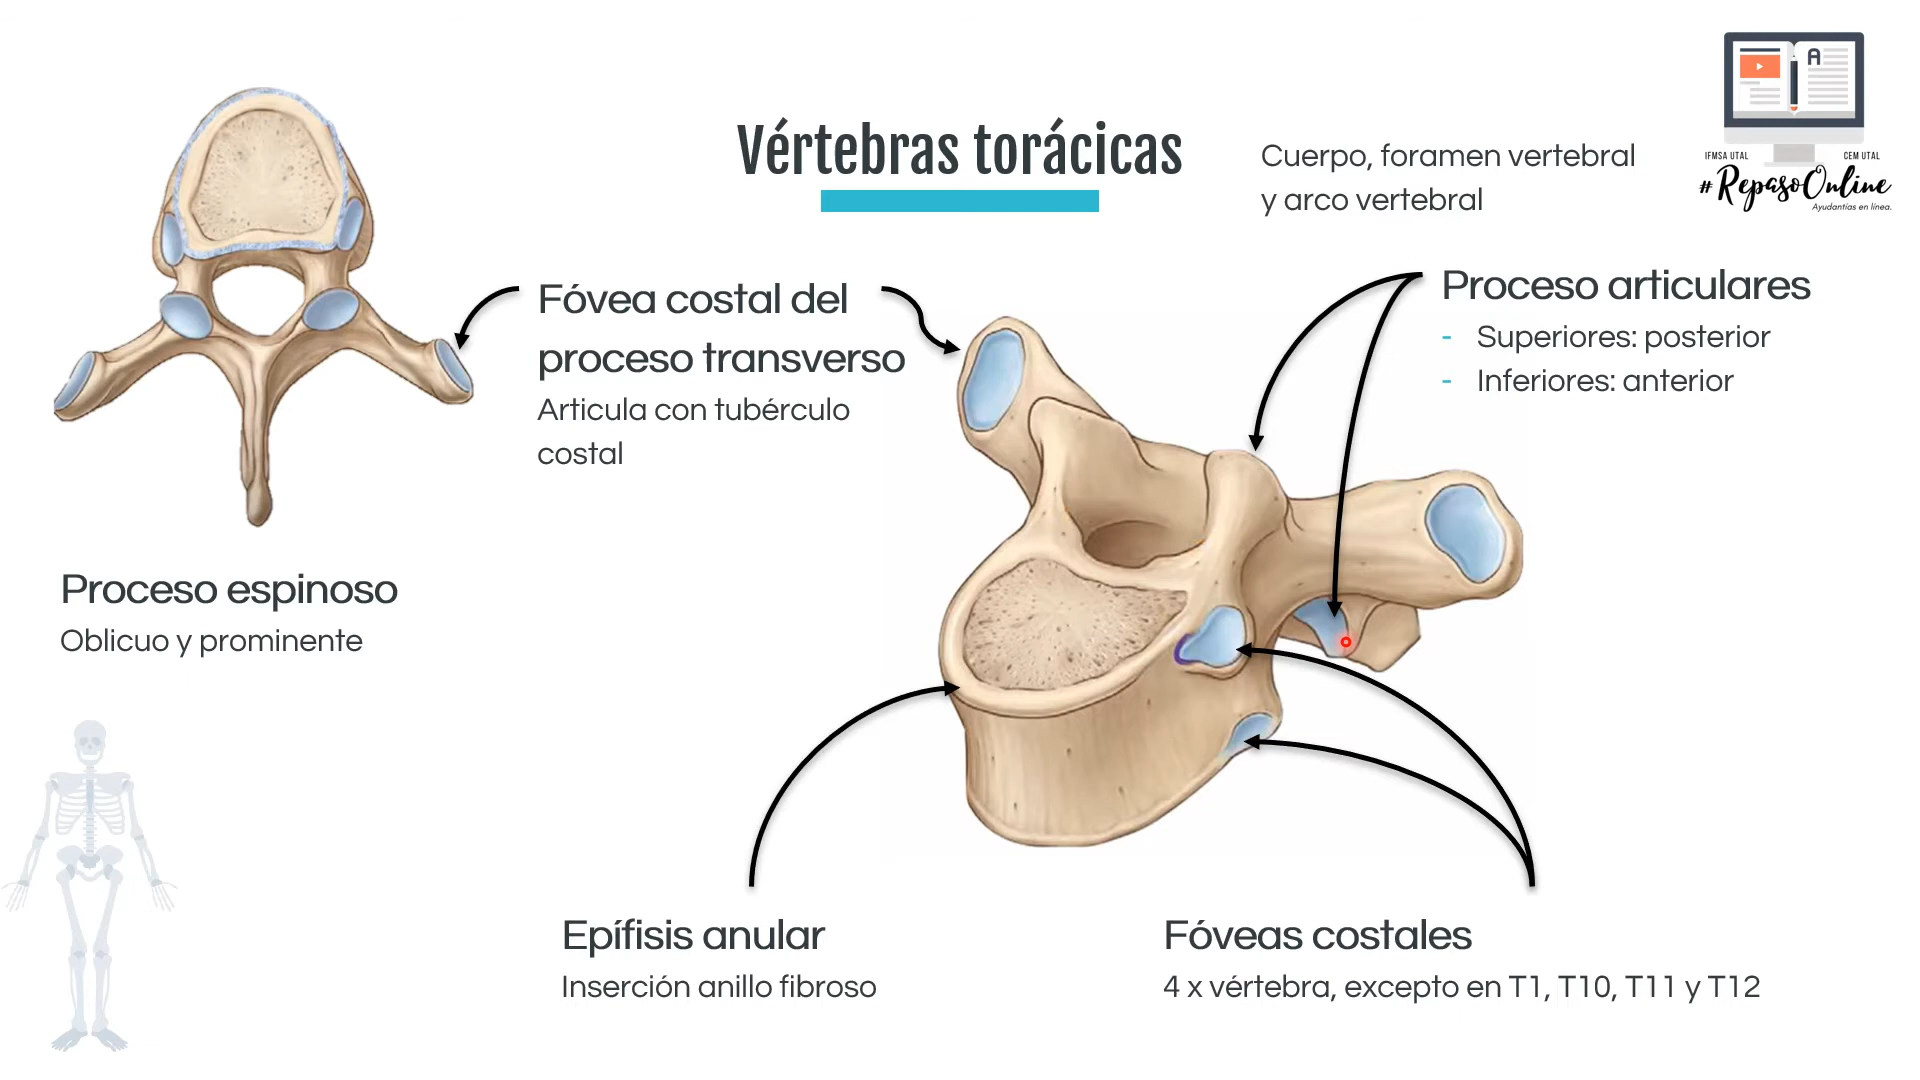 Vértebras torácicas
Cuerpo, foramen vertebral
y arco vertebral
A
IFMSA UTAL
CEM UTAL
#RepasoOnline
Ayudantías en línea.
Fóvea costal del
proceso transverso
Articula con tubérculo
costal
Proceso articulares
- Superiores: posterior
- Inferiores: anterior
Proceso espinoso
Oblicuo y prominente
Epífisis anular
Inserción anillo fibroso
Fóveas costales
4 x vértebra, excepto en T1, T10, T11 y T12